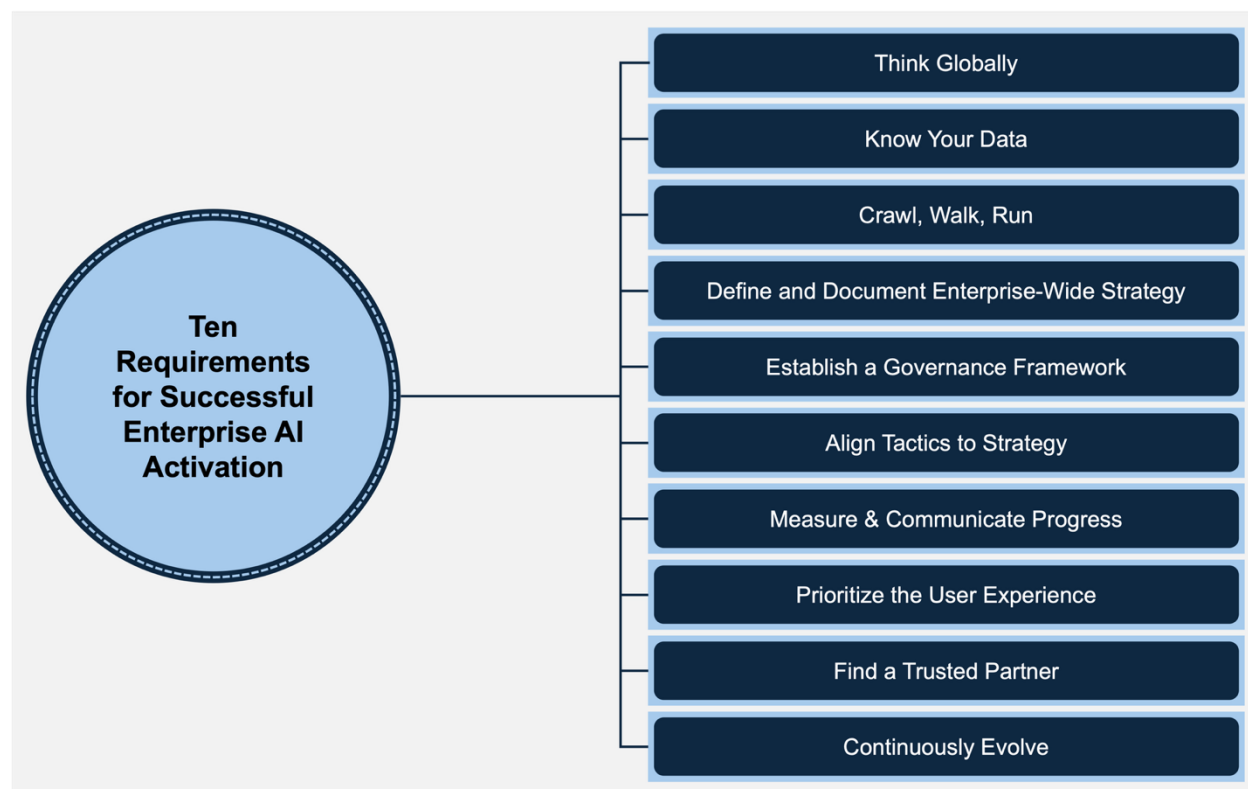 Ten
Requirements
for Successful
Enterprise AI
Activation
Think Globally
Know Your Data
Crawl, Walk, Run
Define and Document Enterprise-Wide Strategy
Establish a Governance Framework
Align Tactics to Strategy
Measure & Communicate Progress
Prioritize the User Experience
Find a Trusted Partner
Continuously Evolve